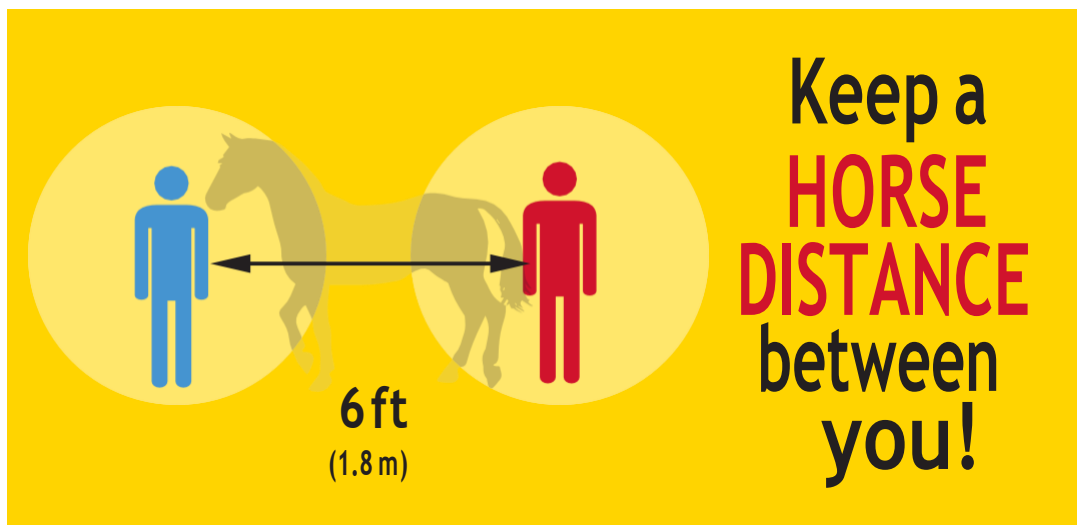 Keep a
HORSE
DISTANCE
between
you!
6 ft
(1.8 m)